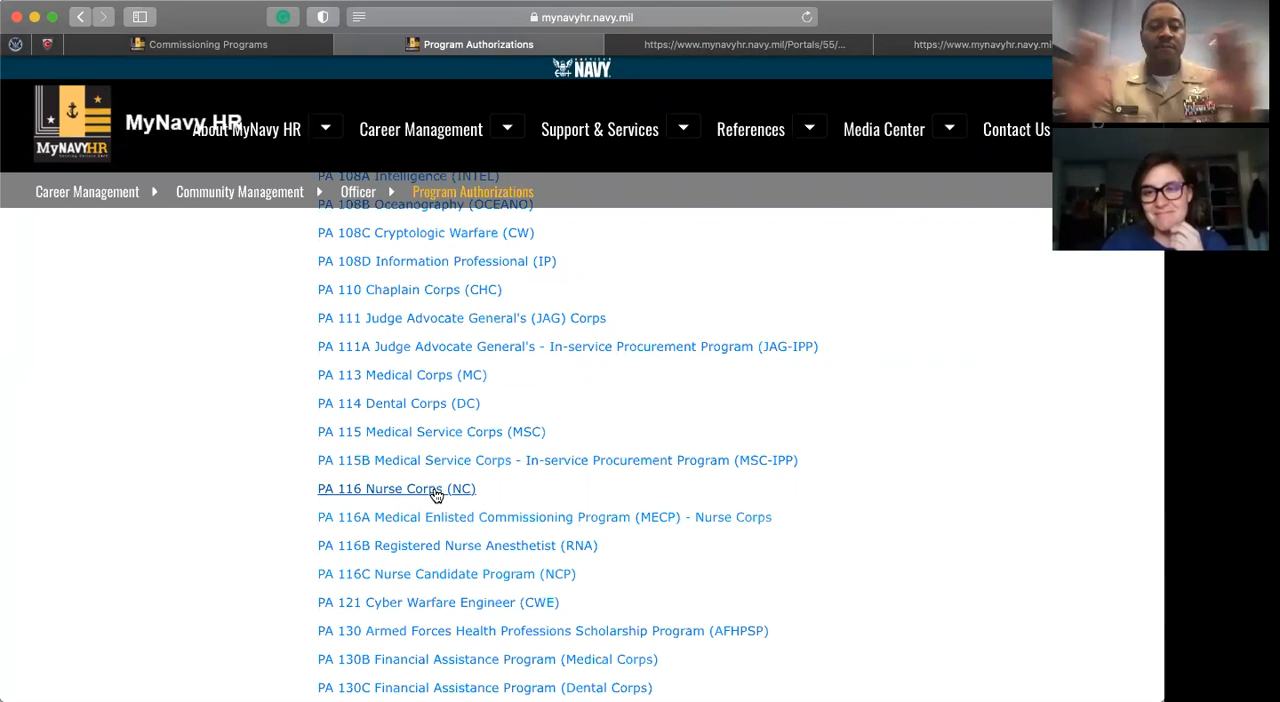 mynavyhr.navy.mil
Commissioning Programs
Program Authorizations
https://www.mynavyhr.navy.mil/Portals/55/...
https://www.mynavyhr.navy.mil
AMERICA'S
NAVY
MyNavy HR
MyNAVYHR
About MyNavy HR
Career Management
Support & Services
References
Media Center
Contact Us
Career Management
Community Management
Officer
Program Authorizations
PA 108A Intelligence (INTEL)
PA 108B Oceanography (OCEANO)
PA 108C Cryptologic Warfare (CW)
PA 108D Information Professional (IP)
PA 110 Chaplain Corps (CHC)
PA 111 Judge Advocate General's (JAG) Corps
PA 111A Judge Advocate General's - In-service Procurement Program (JAG-IPP)
PA 113 Medical Corps (MC)
PA 114 Dental Corps (DC)
PA 115 Medical Service Corps (MSC)
PA 115B Medical Service Corps - In-service Procurement Program (MSC-IPP)
PA 116 Nurse Corps (NC)
PA 116A Medical Enlisted Commissioning Program (MECP) - Nurse Corps
PA 116B Registered Nurse Anesthetist (RNA)
PA 116C Nurse Candidate Program (NCP)
PA 121 Cyber Warfare Engineer (CWE)
PA 130 Armed Forces Health Professions Scholarship Program (AFHPSP)
PA 130B Financial Assistance Program (Medical Corps)
PA 130C Financial Assistance Program (Dental Corps)